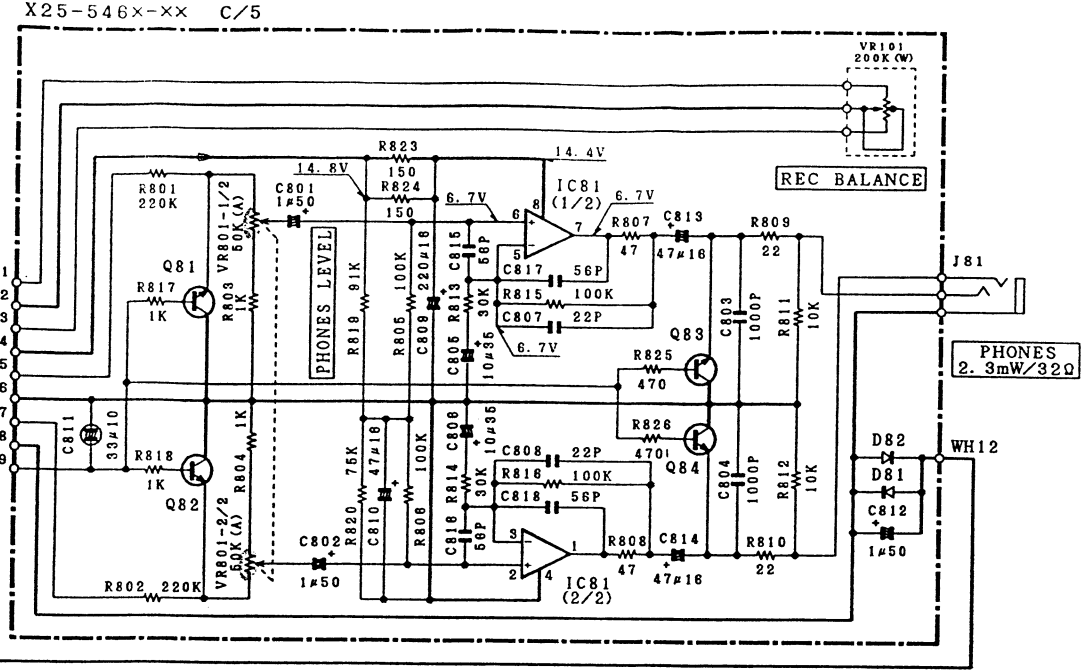 X25-546×-×× C/5
VR101
200K(W)
REC BALANCE
R823
150
14.4V
14.8V
R824
150
R801
220K
VR801-1/2
50K(A)
C801
1μ50
6.7V
8
IC81
(1/2)
6
+
7
6.7V
5
-
R807
47
C813
47μ16
R809
22
PHONES LEVEL
C815
56P
C817
56P
R815
100K
C807
22P
6.7V
Q81
R817
1K
R803
1K
R819
91K
R805
100K
C809
220μ18
R813
30K
C805
10μ35
C803
1000P
R811
10K
J81
PHONES
2.3mW/32Ω
1
2
3
4
5
6
7
8
9
Q83
R825
470
R826
470
Q84
C811
33μ10
R818
1K
Q82
R804
1K
R820
75K
C810
47μ18
R806
100K
C806
10μ35
R814
30K
C816
56P
C808
22P
R816
100K
C818
56P
C804
1000P
R812
10K
D82
D81
C812
1μ50
WH12
VR801-2/2
50K(A)
C802
1μ50
3
-
1
2
+
4
IC81
(2/2)
R808
47
C814
47μ16
R810
22
R802 220K